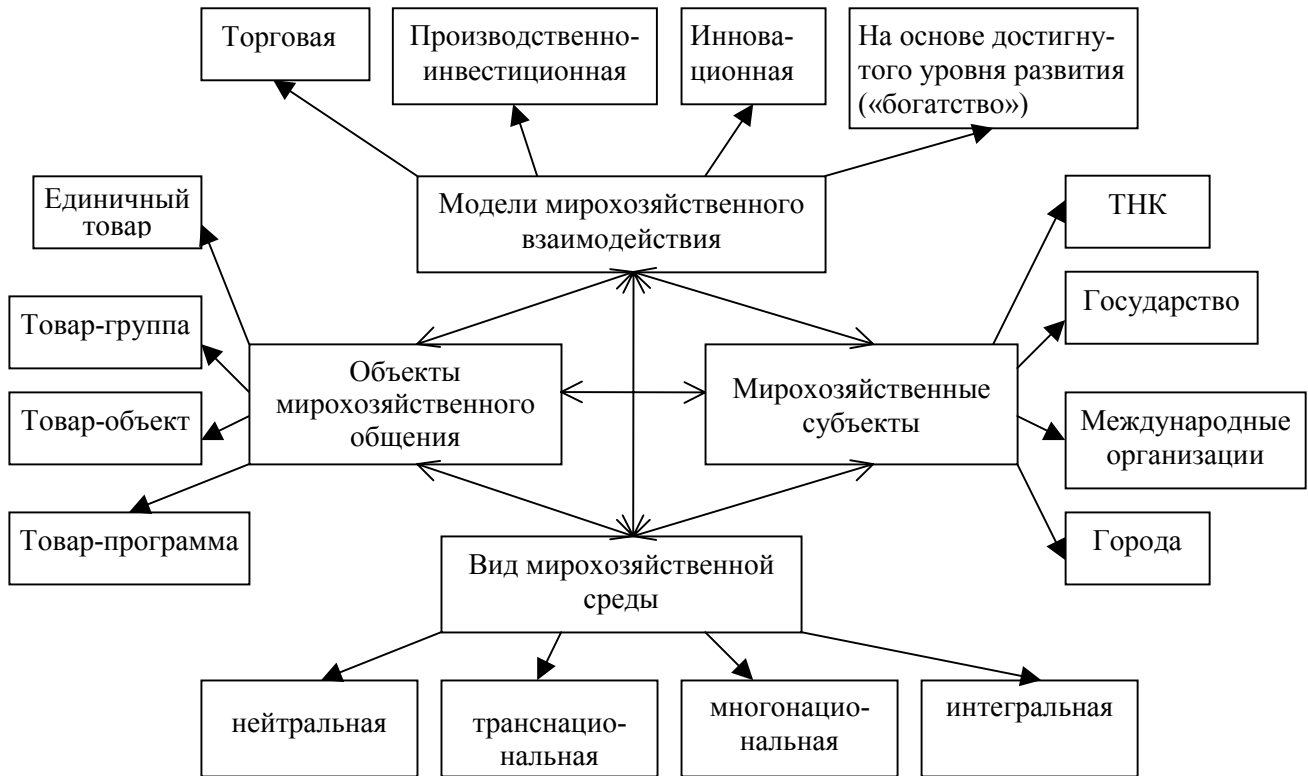 Торговая
Производственно-
инвестиционная
Иннова-
ционная
На основе достигну-
того уровня развития
(«богатство»)
Модели мирохозяйственного
взаимодействия
Единичный
товар
Товар-группа
Товар-объект
Товар-программа
Объекты
мирохозяйственного
общения
Мирохозяйственные
субъекты
ТНК
Государство
Международные
организации
Города
Вид мирохозяйственной
среды
нейтральная
транснацио-
нальная
многонацио-
нальная
интегральная